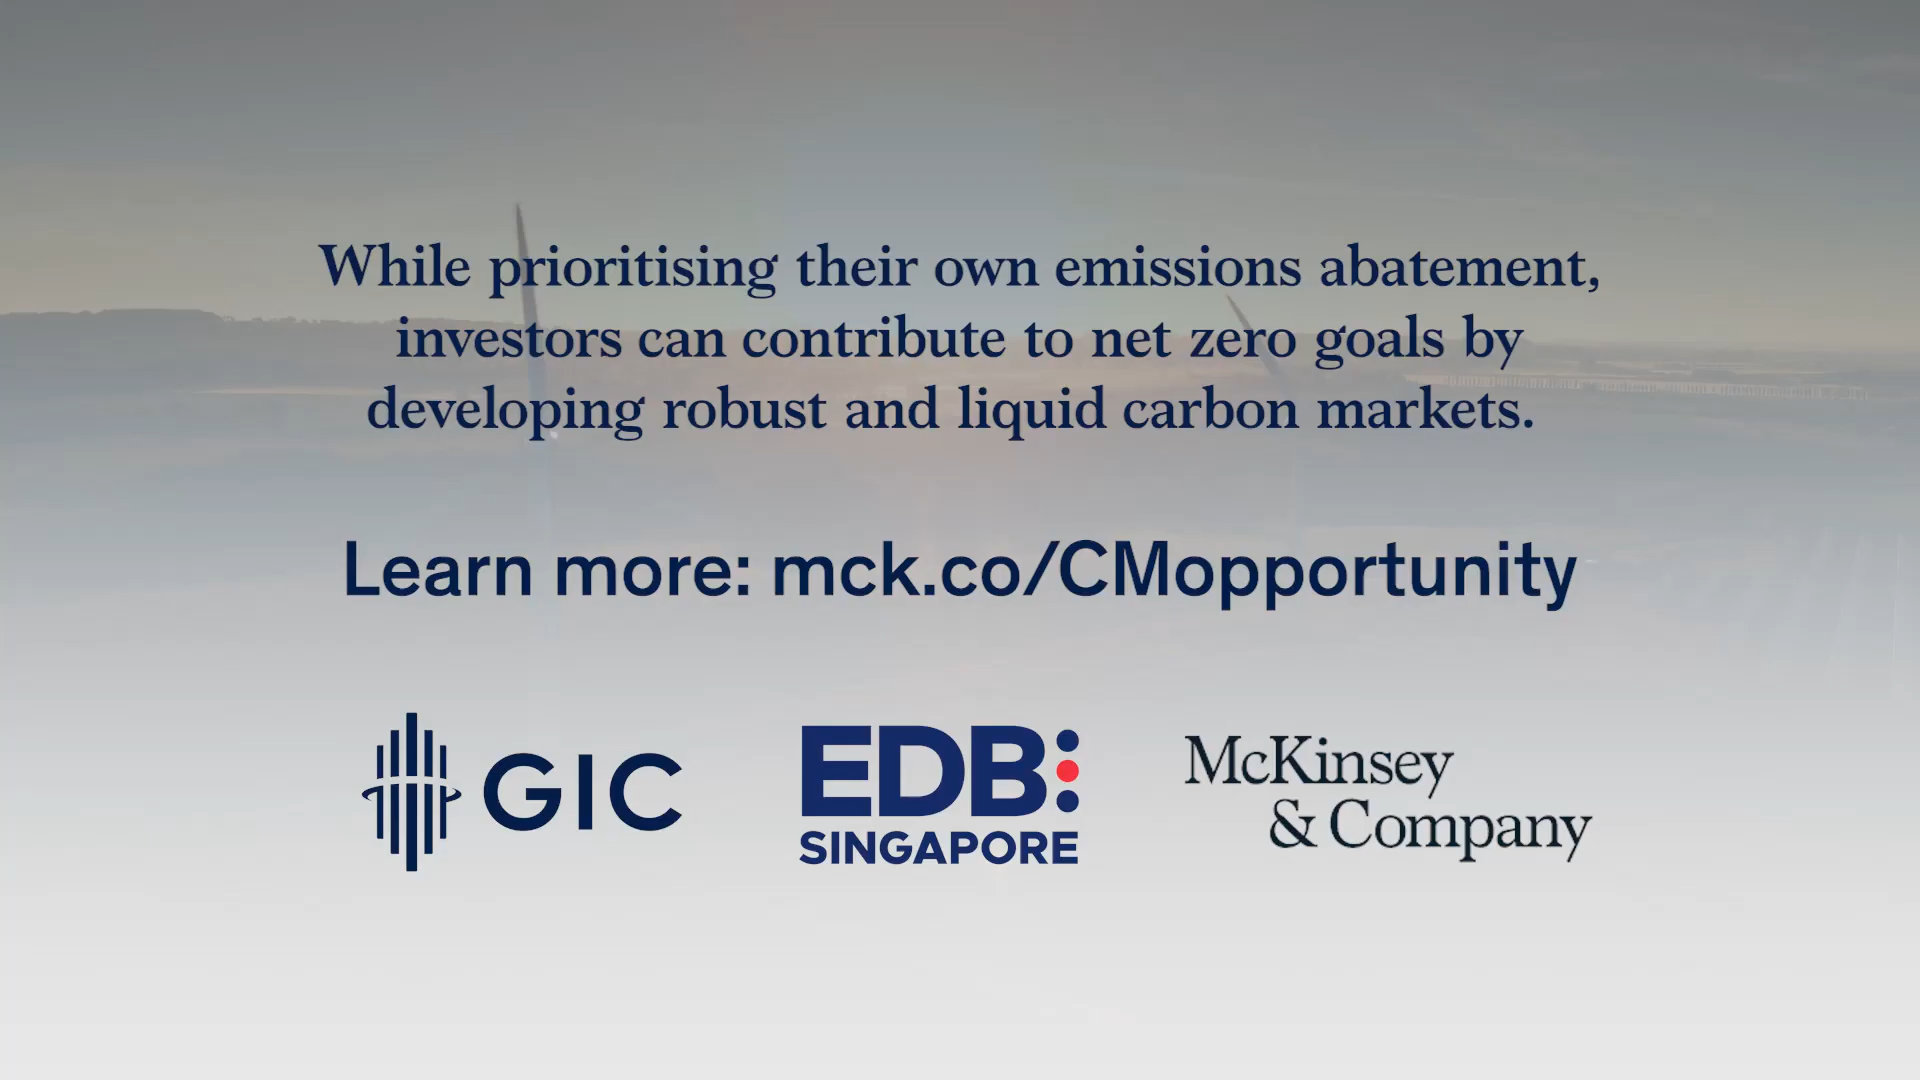 While prioritising their own emissions abatement,
investors can contribute to net zero goals by
developing robust and liquid carbon markets.
Learn more: mck.co/CMopportunity
GIC
EDB:
SINGAPORE
McKinsey
& Company